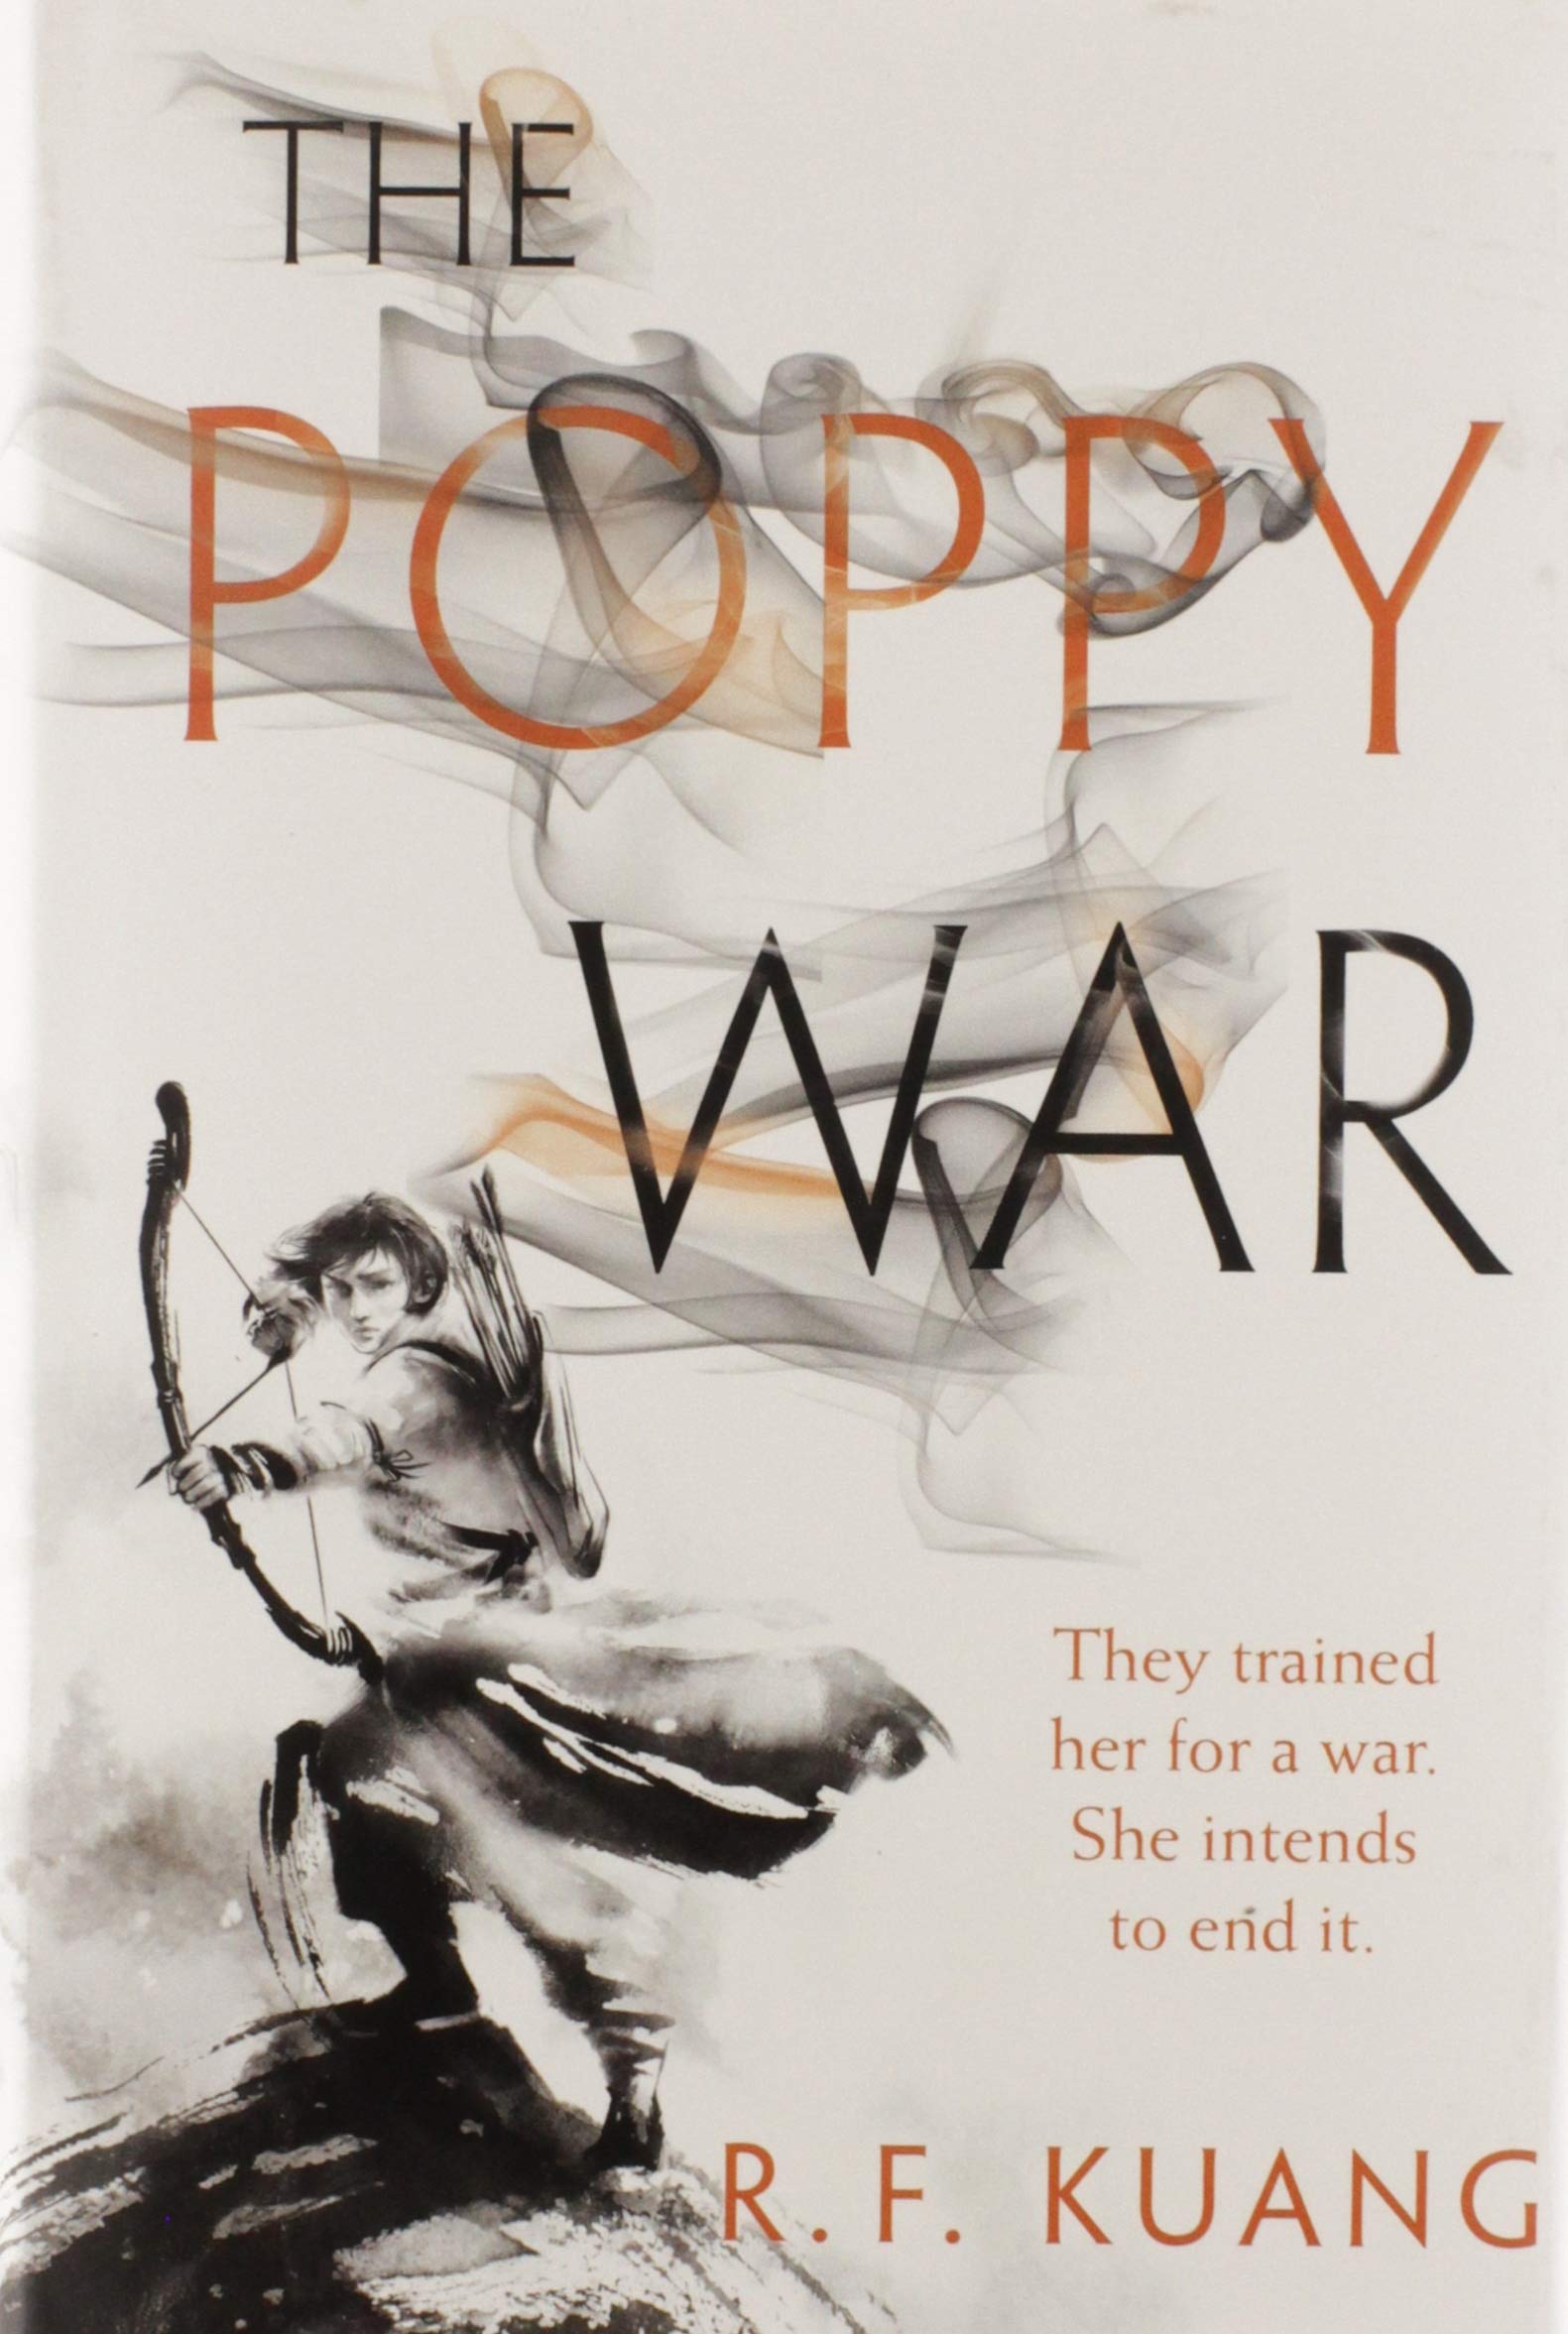 THE
POPPY
WAR
They trained
her for a war.
She intends
to end it.
R. F. KUANG